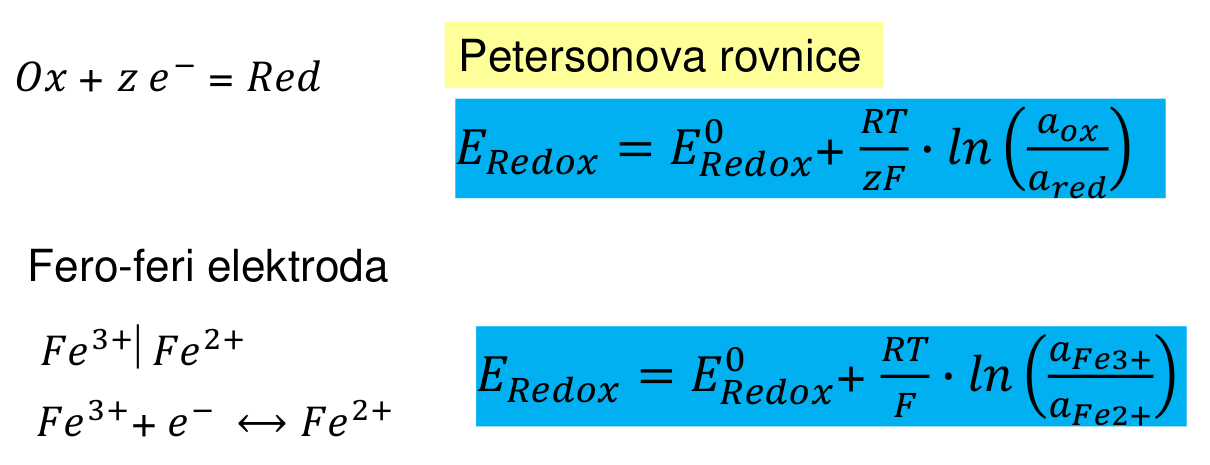 Ox + z e⁻ = Red
Petersonova rovnice
E_Redox = E⁰_Redox + RT/zF · ln (a_ox/a_red)
Fero-feri elektroda
Fe³⁺| Fe²⁺
Fe³⁺+ e⁻ ↔ Fe²⁺
E_Redox = E⁰_Redox + RT/F · ln (a_Fe3+/a_Fe2+)